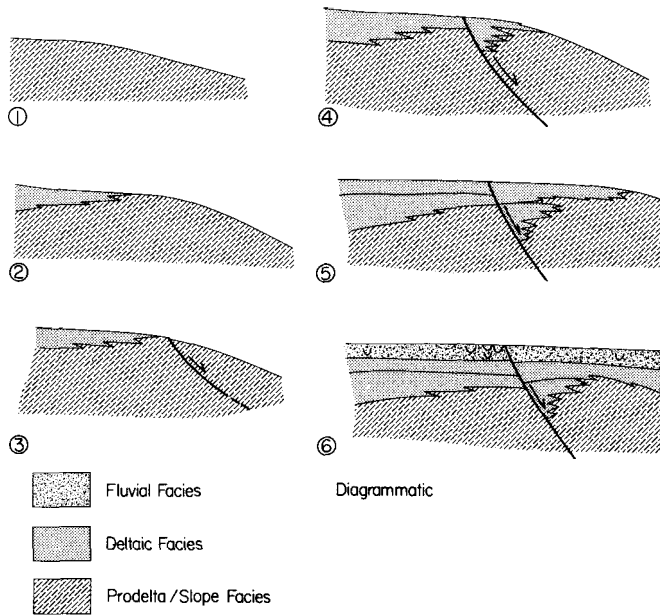 ①
②
③
④
⑤
⑥
Fluvial Facies
Deltaic Facies
Prodelta/Slope Facies
Diagrammatic